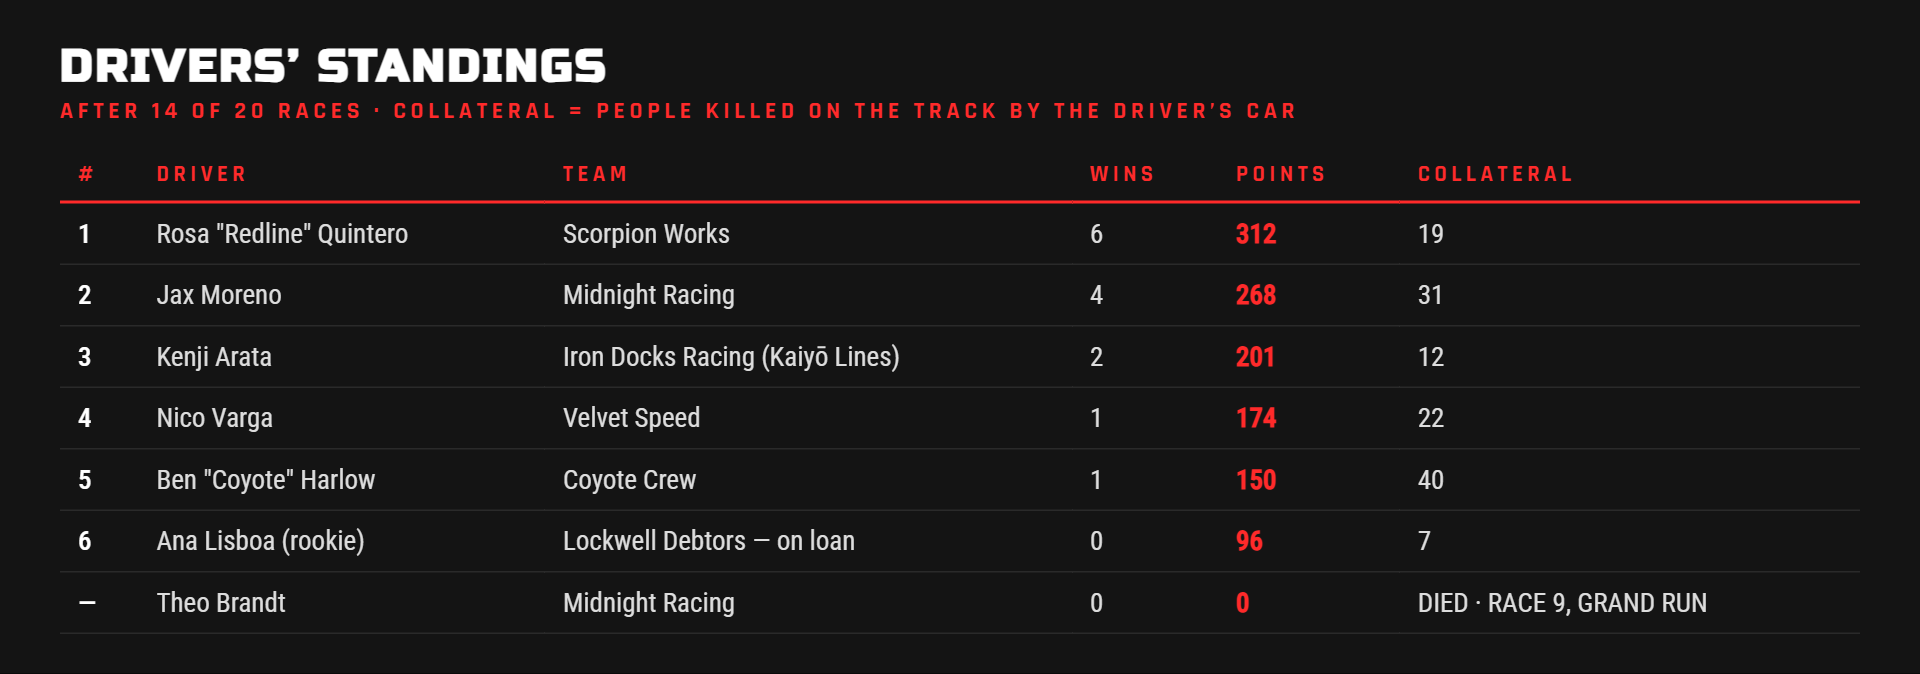 DRIVERS’ STANDINGS
AFTER 14 OF 20 RACES · COLLATERAL = PEOPLE KILLED ON THE TRACK BY THE DRIVER’S CAR
# DRIVER TEAM WINS POINTS COLLATERAL
1 Rosa "Redline" Quintero Scorpion Works 6 312 19
2 Jax Moreno Midnight Racing 4 268 31
3 Kenji Arata Iron Docks Racing (Kaiyō Lines) 2 201 12
4 Nico Varga Velvet Speed 1 174 22
5 Ben "Coyote" Harlow Coyote Crew 1 150 40
6 Ana Lisboa (rookie) Lockwell Debtors — on loan 0 96 7
— Theo Brandt Midnight Racing 0 0 DIED · RACE 9, GRAND RUN